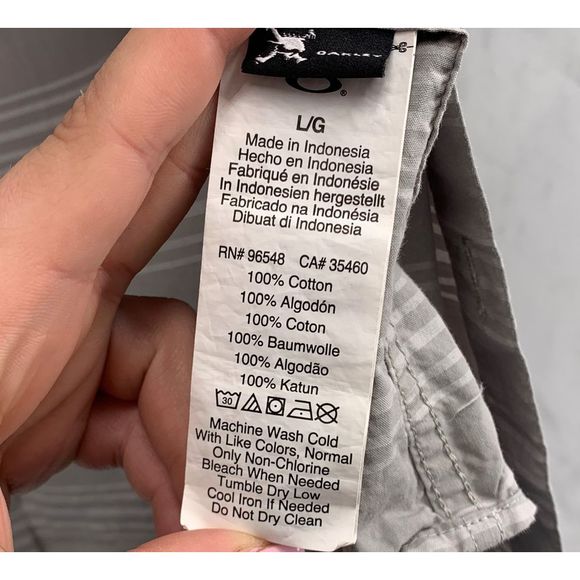 OAKLEY
®
L/G
Made in Indonesia
Hecho en Indonesia
Fabriqué en Indonésie
In Indonesien hergestellt
Fabricado na Indonésia
Dibuat di Indonesia
RN# 96548 CA# 35460
100% Cotton
100% Algodón
100% Coton
100% Baumwolle
100% Algodão
100% Katun
30
Machine Wash Cold
With Like Colors, Normal
Only Non-Chlorine
Bleach When Needed
Tumble Dry Low
Cool Iron If Needed
Do Not Dry Clean